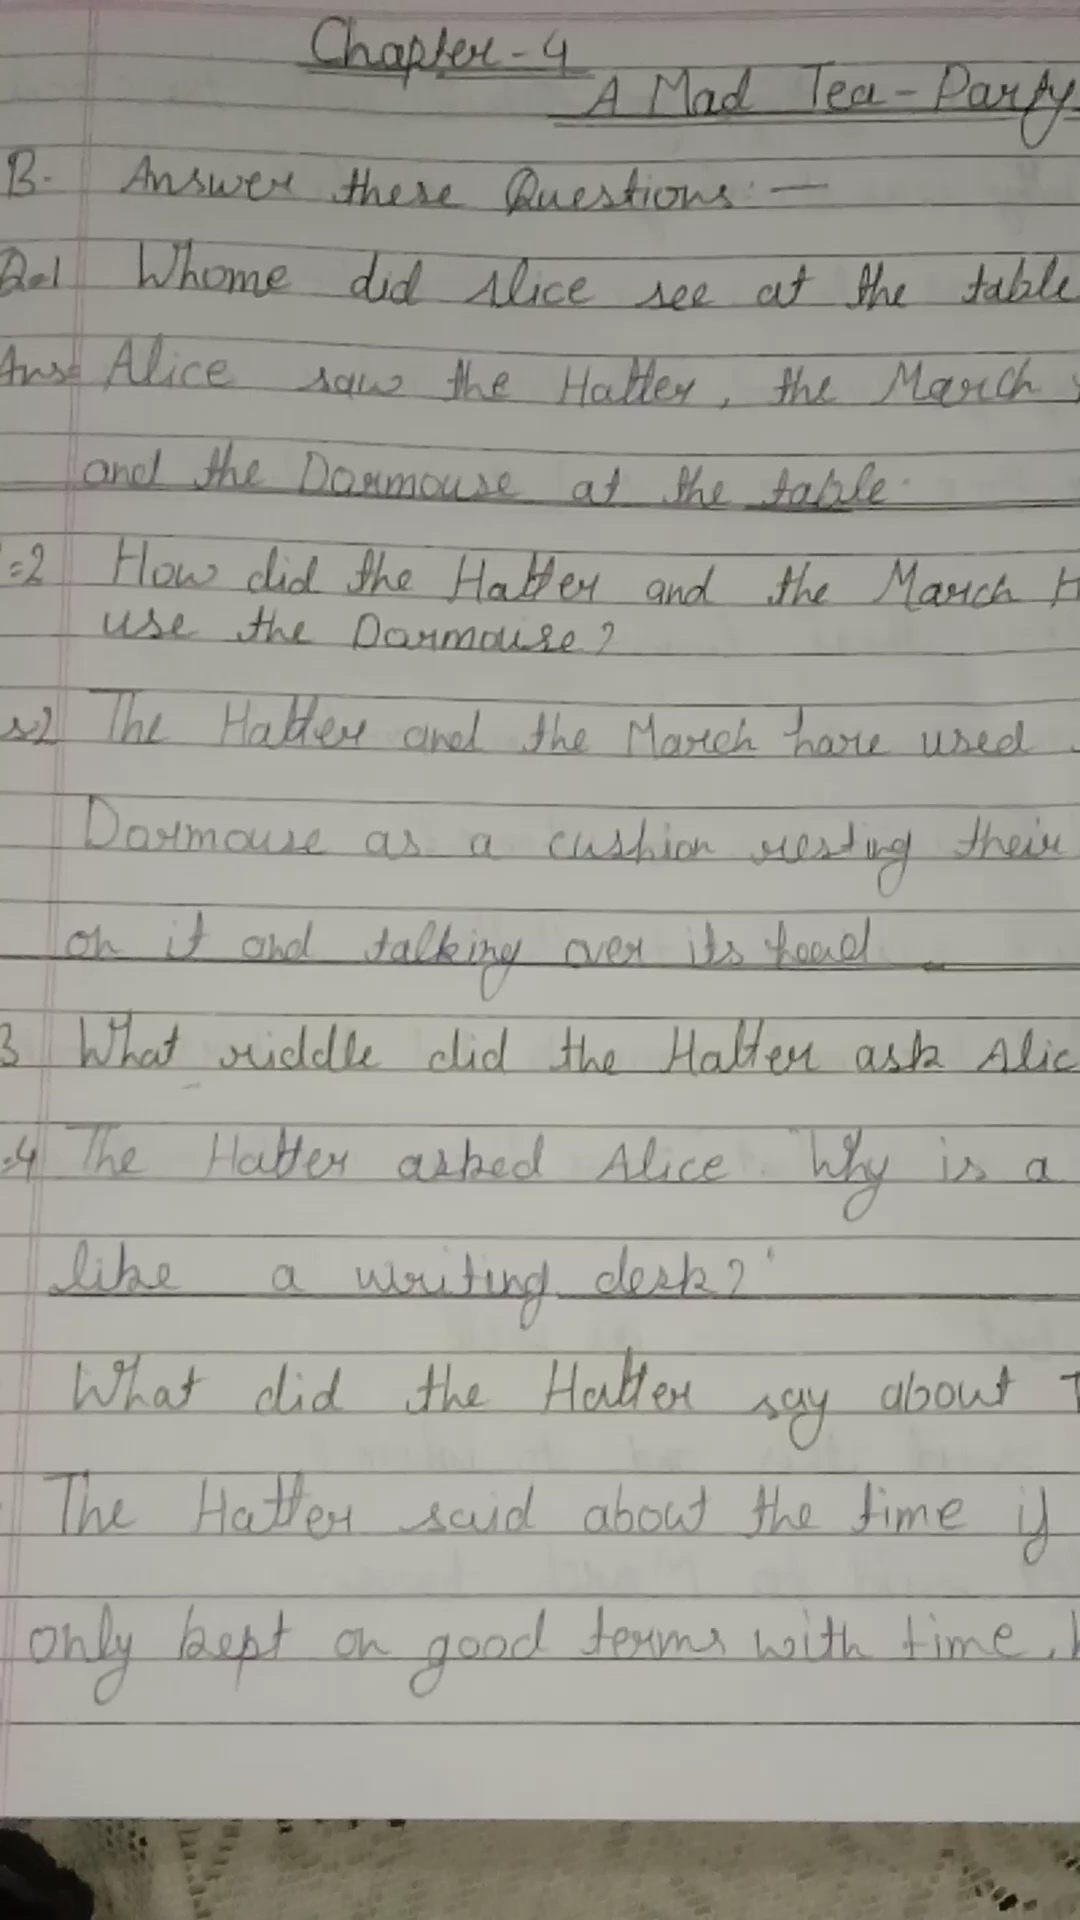 Chapter-4
A Mad Tea-Party
B. Answer these Questions:—
Q.1 Whome did Alice see at the table
Ans Alice saw the Hatter, the March
and the Dormouse at the table.
=2 How did the Hatter and the March H
use the Dormouse?
s2 The Hatter and the March hare used
Dormouse as a cushion resting their
on it and talking over its head
3 What riddle did the Hatter ask Alic
.4 The Hatter asked Alice. "Why is a
like a writing desk?'
What did the Hatter say about T
The Hatter said about the time if
only kept on good terms with time.